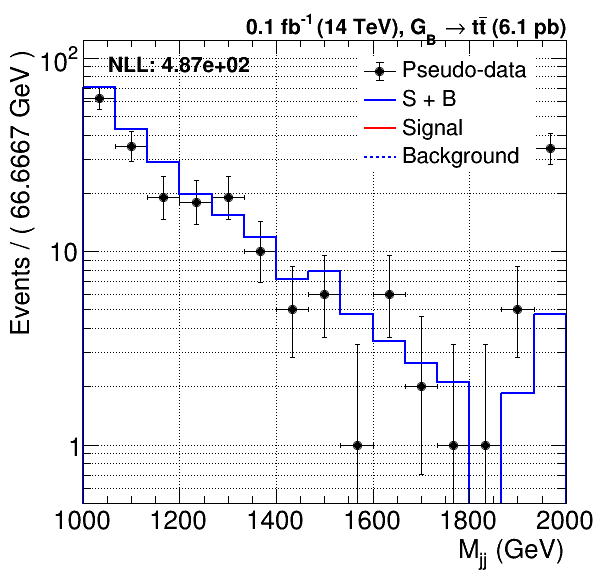 0.1 fb⁻¹ (14 TeV), G_B → tt̄ (6.1 pb)
NLL: 4.87e+02
Pseudo-data
S + B
Signal
Background
Events / ( 66.6667 GeV )
10²
10
1
1000 1200 1400 1600 1800 2000
M_jj (GeV)